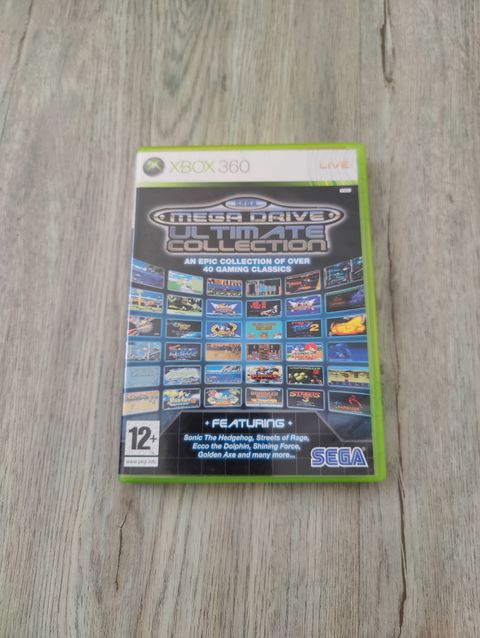 XBOX 360
LIVE
SEGA
MEGA DRIVE
ULTIMATE
COLLECTION
AN EPIC COLLECTION OF OVER
40 GAMING CLASSICS
• FEATURING •
Sonic The Hedgehog, Streets of Rage,
Ecco the Dolphin, Shining Force,
Golden Axe and many more...
12+
www.pegi.info
SEGA